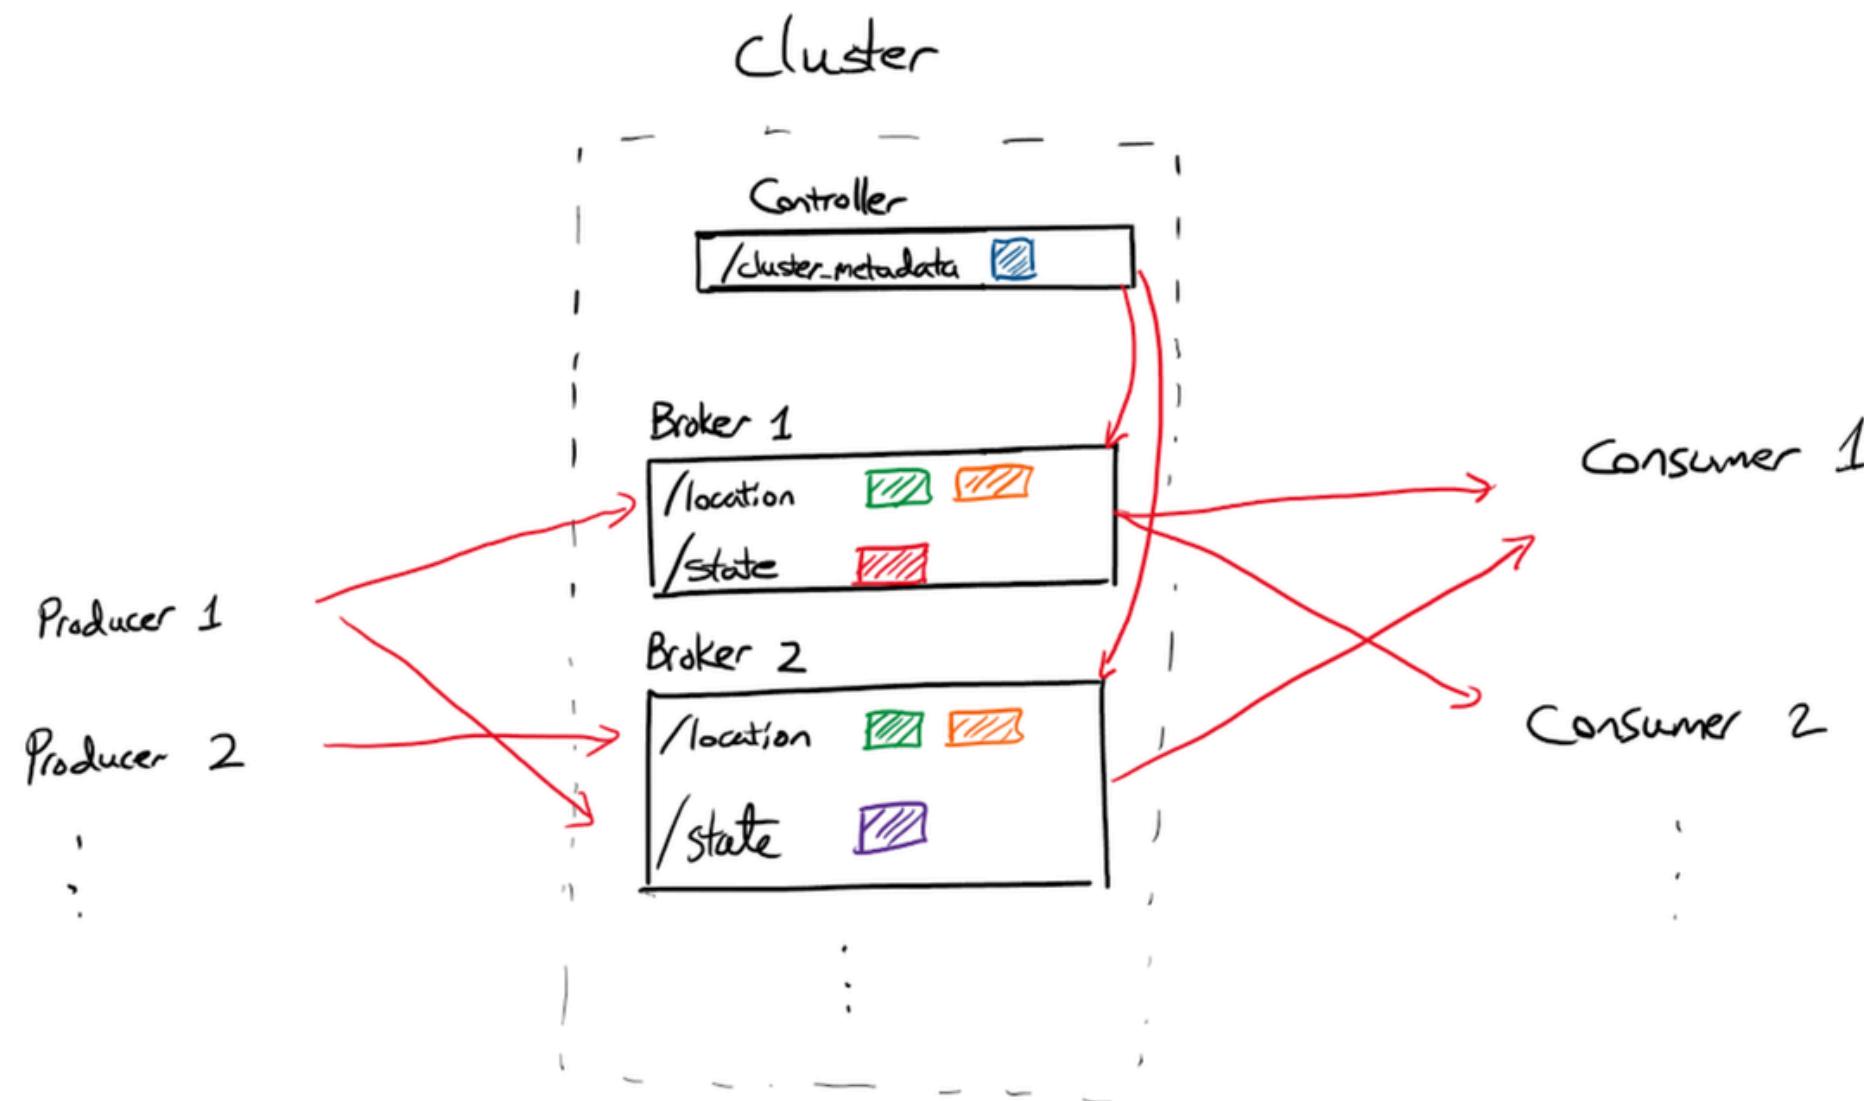 Cluster
Controller
/cluster_metadata
Broker 1
/location
/state
Broker 2
/location
/state
Producer 1
Producer 2
Consumer 1
Consumer 2